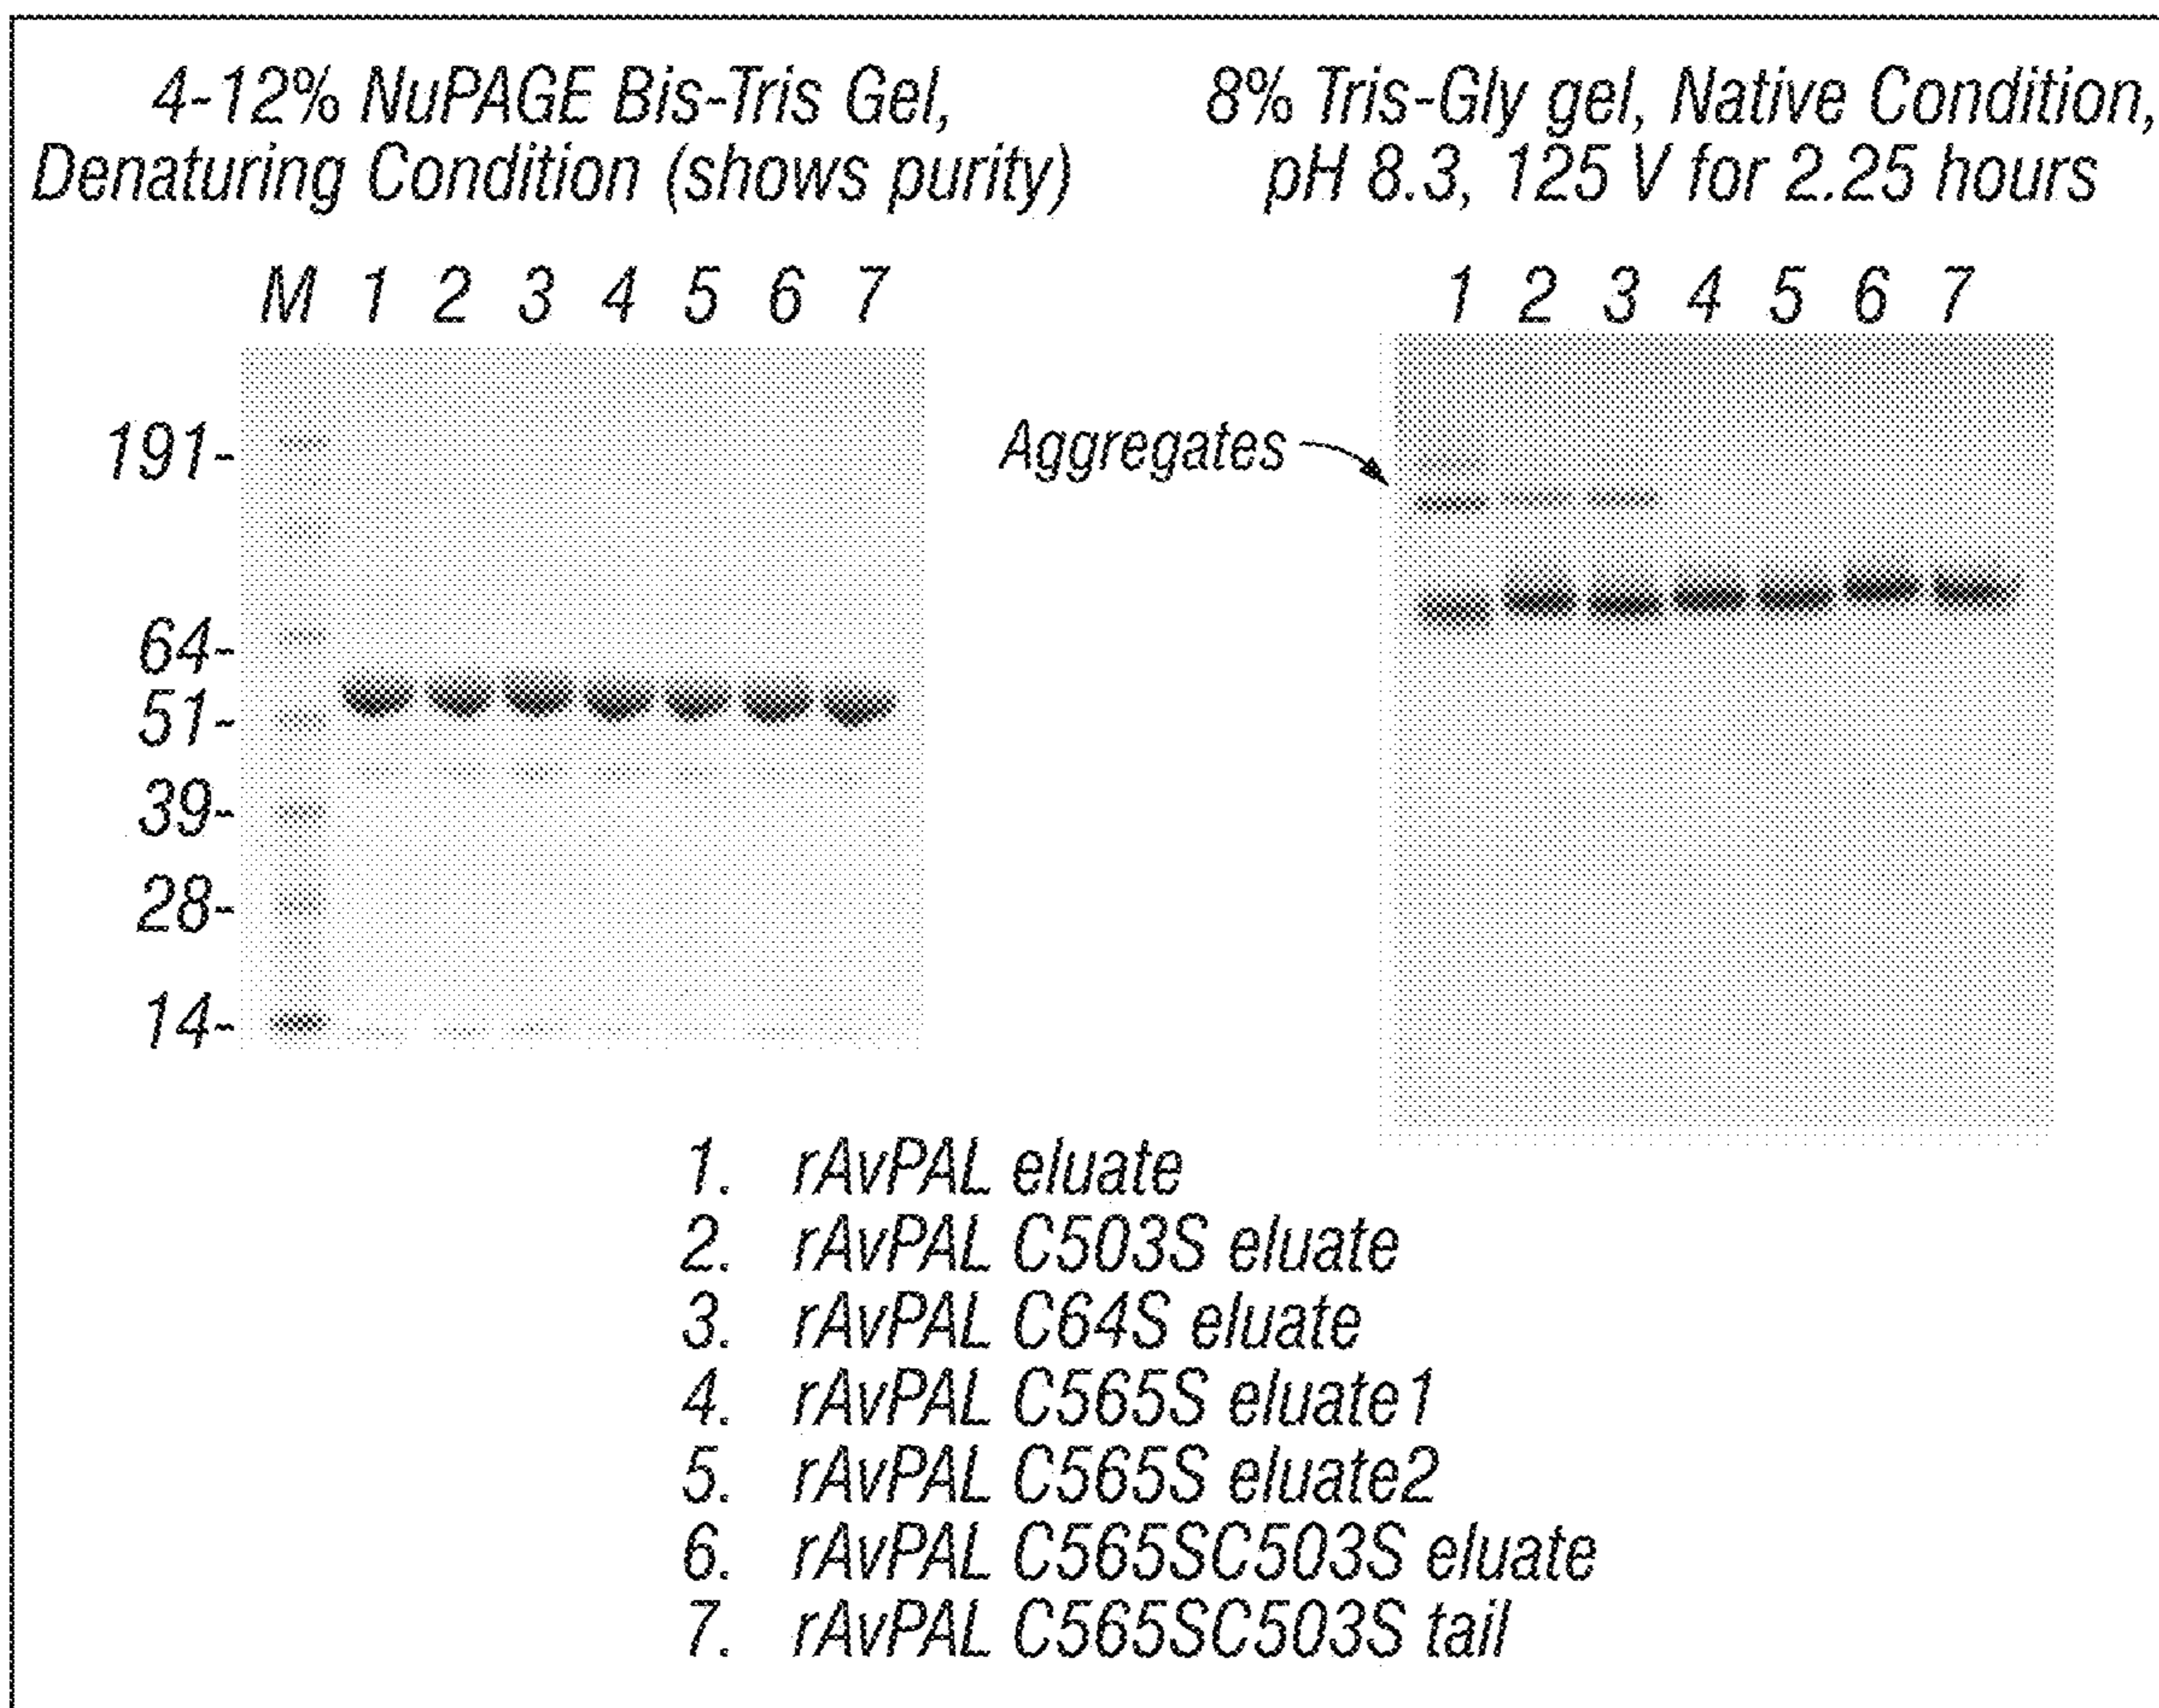 4-12% NuPAGE Bis-Tris Gel,
Denaturing Condition (shows purity)
M 1 2 3 4 5 6 7
191-
64-
51-
39-
28-
14-
8% Tris-Gly gel, Native Condition,
pH 8.3, 125 V for 2.25 hours
1 2 3 4 5 6 7
Aggregates
1. rAvPAL eluate
2. rAvPAL C503S eluate
3. rAvPAL C64S eluate
4. rAvPAL C565S eluate1
5. rAvPAL C565S eluate2
6. rAvPAL C565SC503S eluate
7. rAvPAL C565SC503S tail